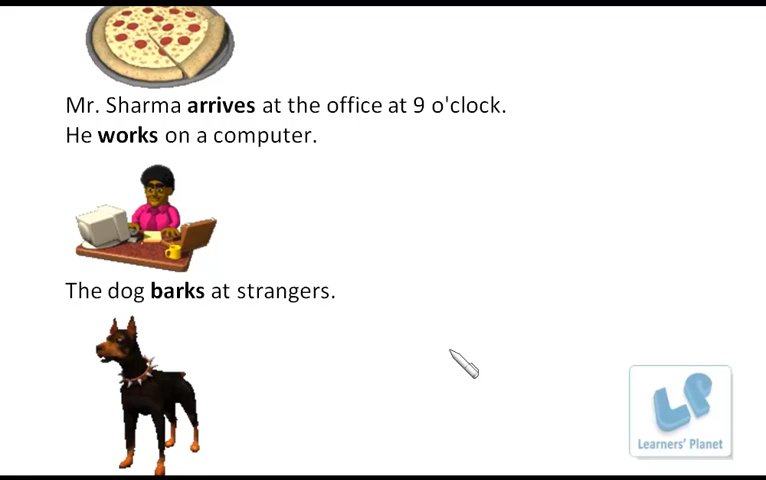 Mr. Sharma arrives at the office at 9 o'clock.
He works on a computer.
The dog barks at strangers.
LP
Learners' Planet